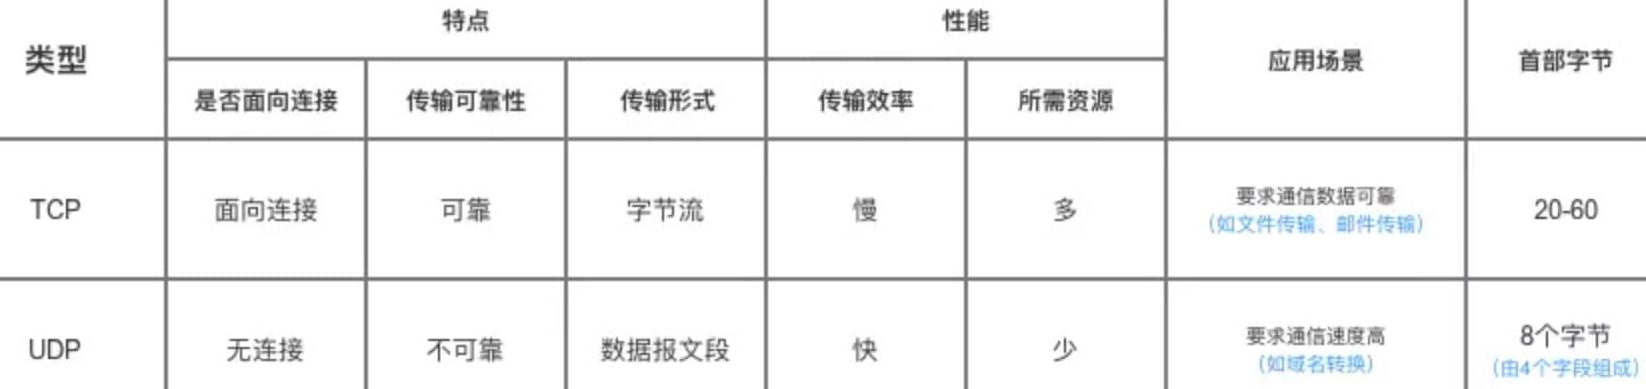 类型
特点
性能
应用场景
首部字节
是否面向连接
传输可靠性
传输形式
传输效率
所需资源
TCP
面向连接
可靠
字节流
慢
多
要求通信数据可靠
(如文件传输、邮件传输)
20-60
UDP
无连接
不可靠
数据报文段
快
少
要求通信速度高
(如域名转换)
8个字节
(由4个字段组成)